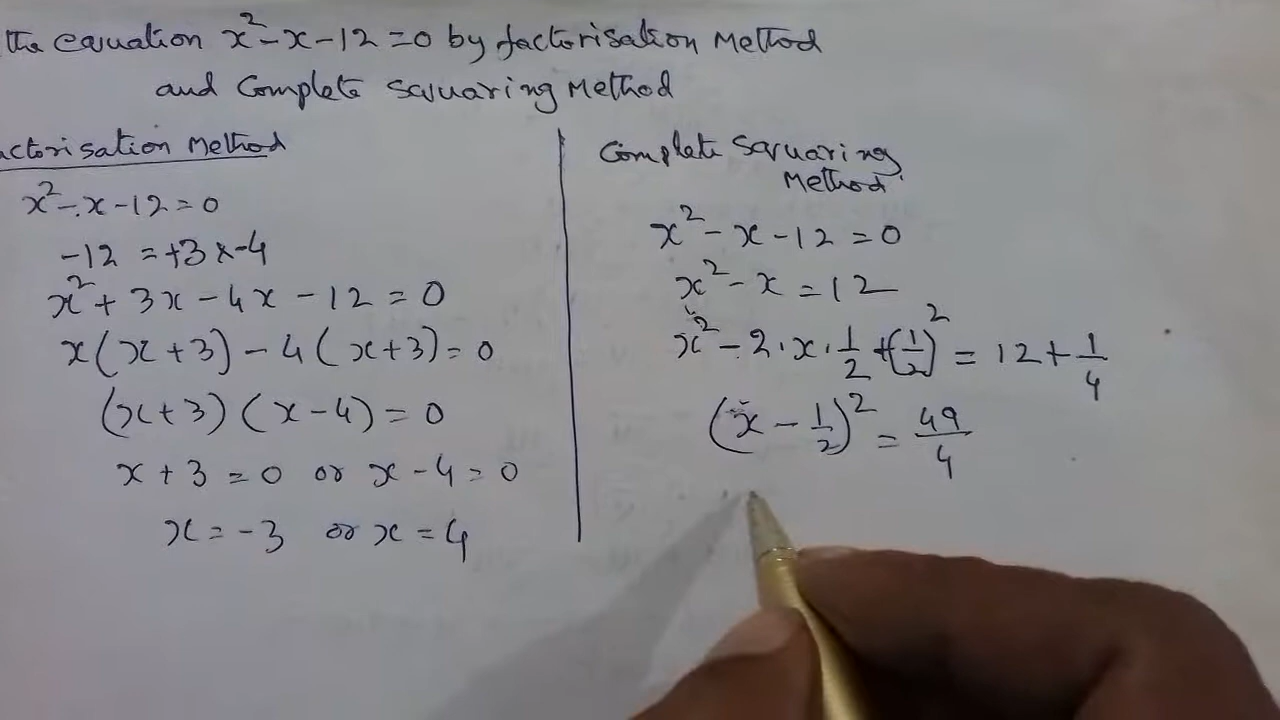 the equation x²-x-12=0 by factorisation Method
and Complete Squaring Method
actorisation Method
x²-x-12=0
-12 = +3×-4
x²+3x-4x-12=0
x(x+3)-4(x+3)=0
(x+3)(x-4)=0
x+3=0 or x-4=0
x=-3 or x=4
Complete Squaring
Method
x²-x-12=0
x²-x=12
x²-2·x·1/2+(1/2)²=12+1/4
(x-1/2)²=49/4